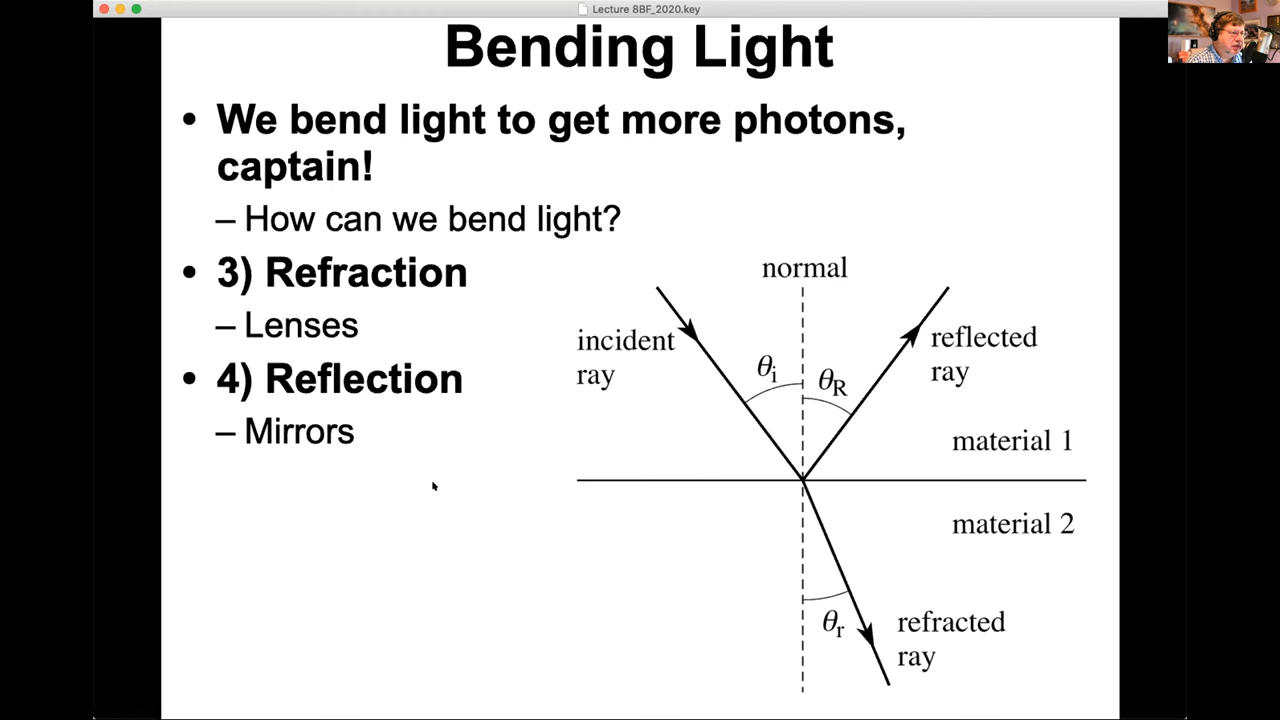 Lecture 8BF_2020.key
Bending Light
• We bend light to get more photons,
captain!
– How can we bend light?
• 3) Refraction
– Lenses
• 4) Reflection
– Mirrors
normal
incident
ray
θi
θR
reflected
ray
material 1
material 2
θr
refracted
ray